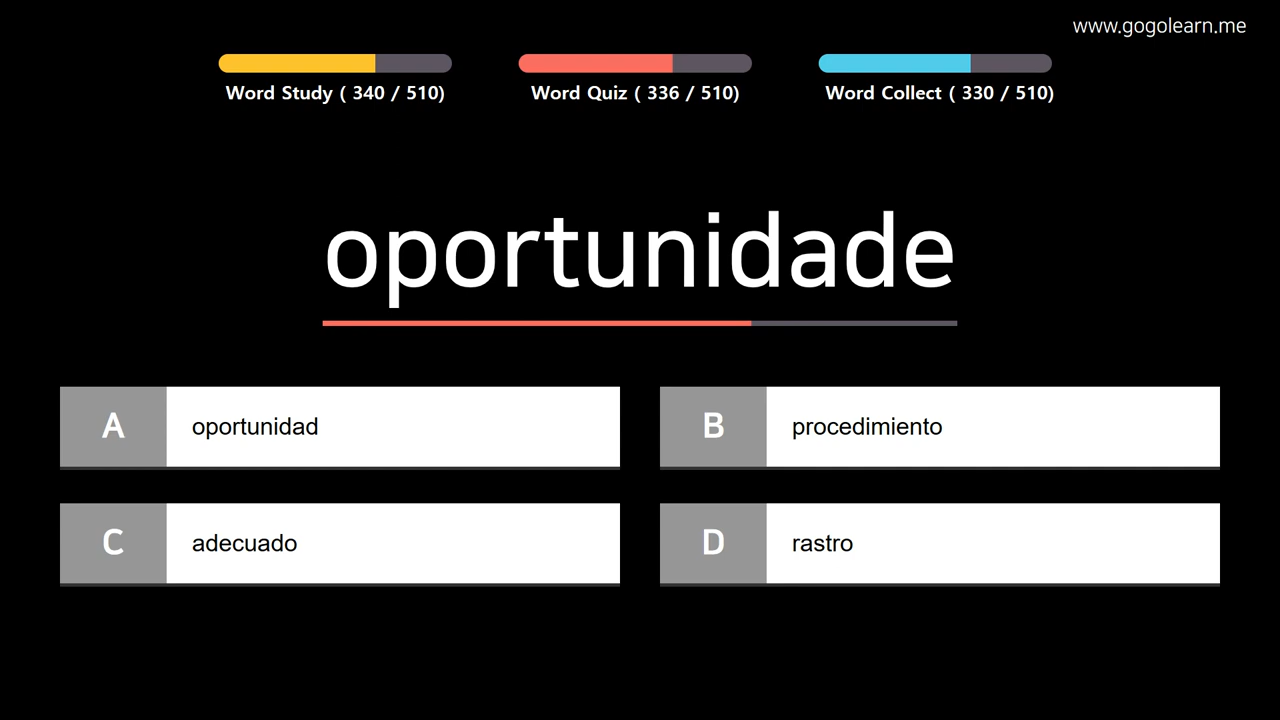 www.gogolearn.me
Word Study ( 340 / 510)
Word Quiz ( 336 / 510)
Word Collect ( 330 / 510)
oportunidade
A oportunidad
B procedimiento
C adecuado
D rastro